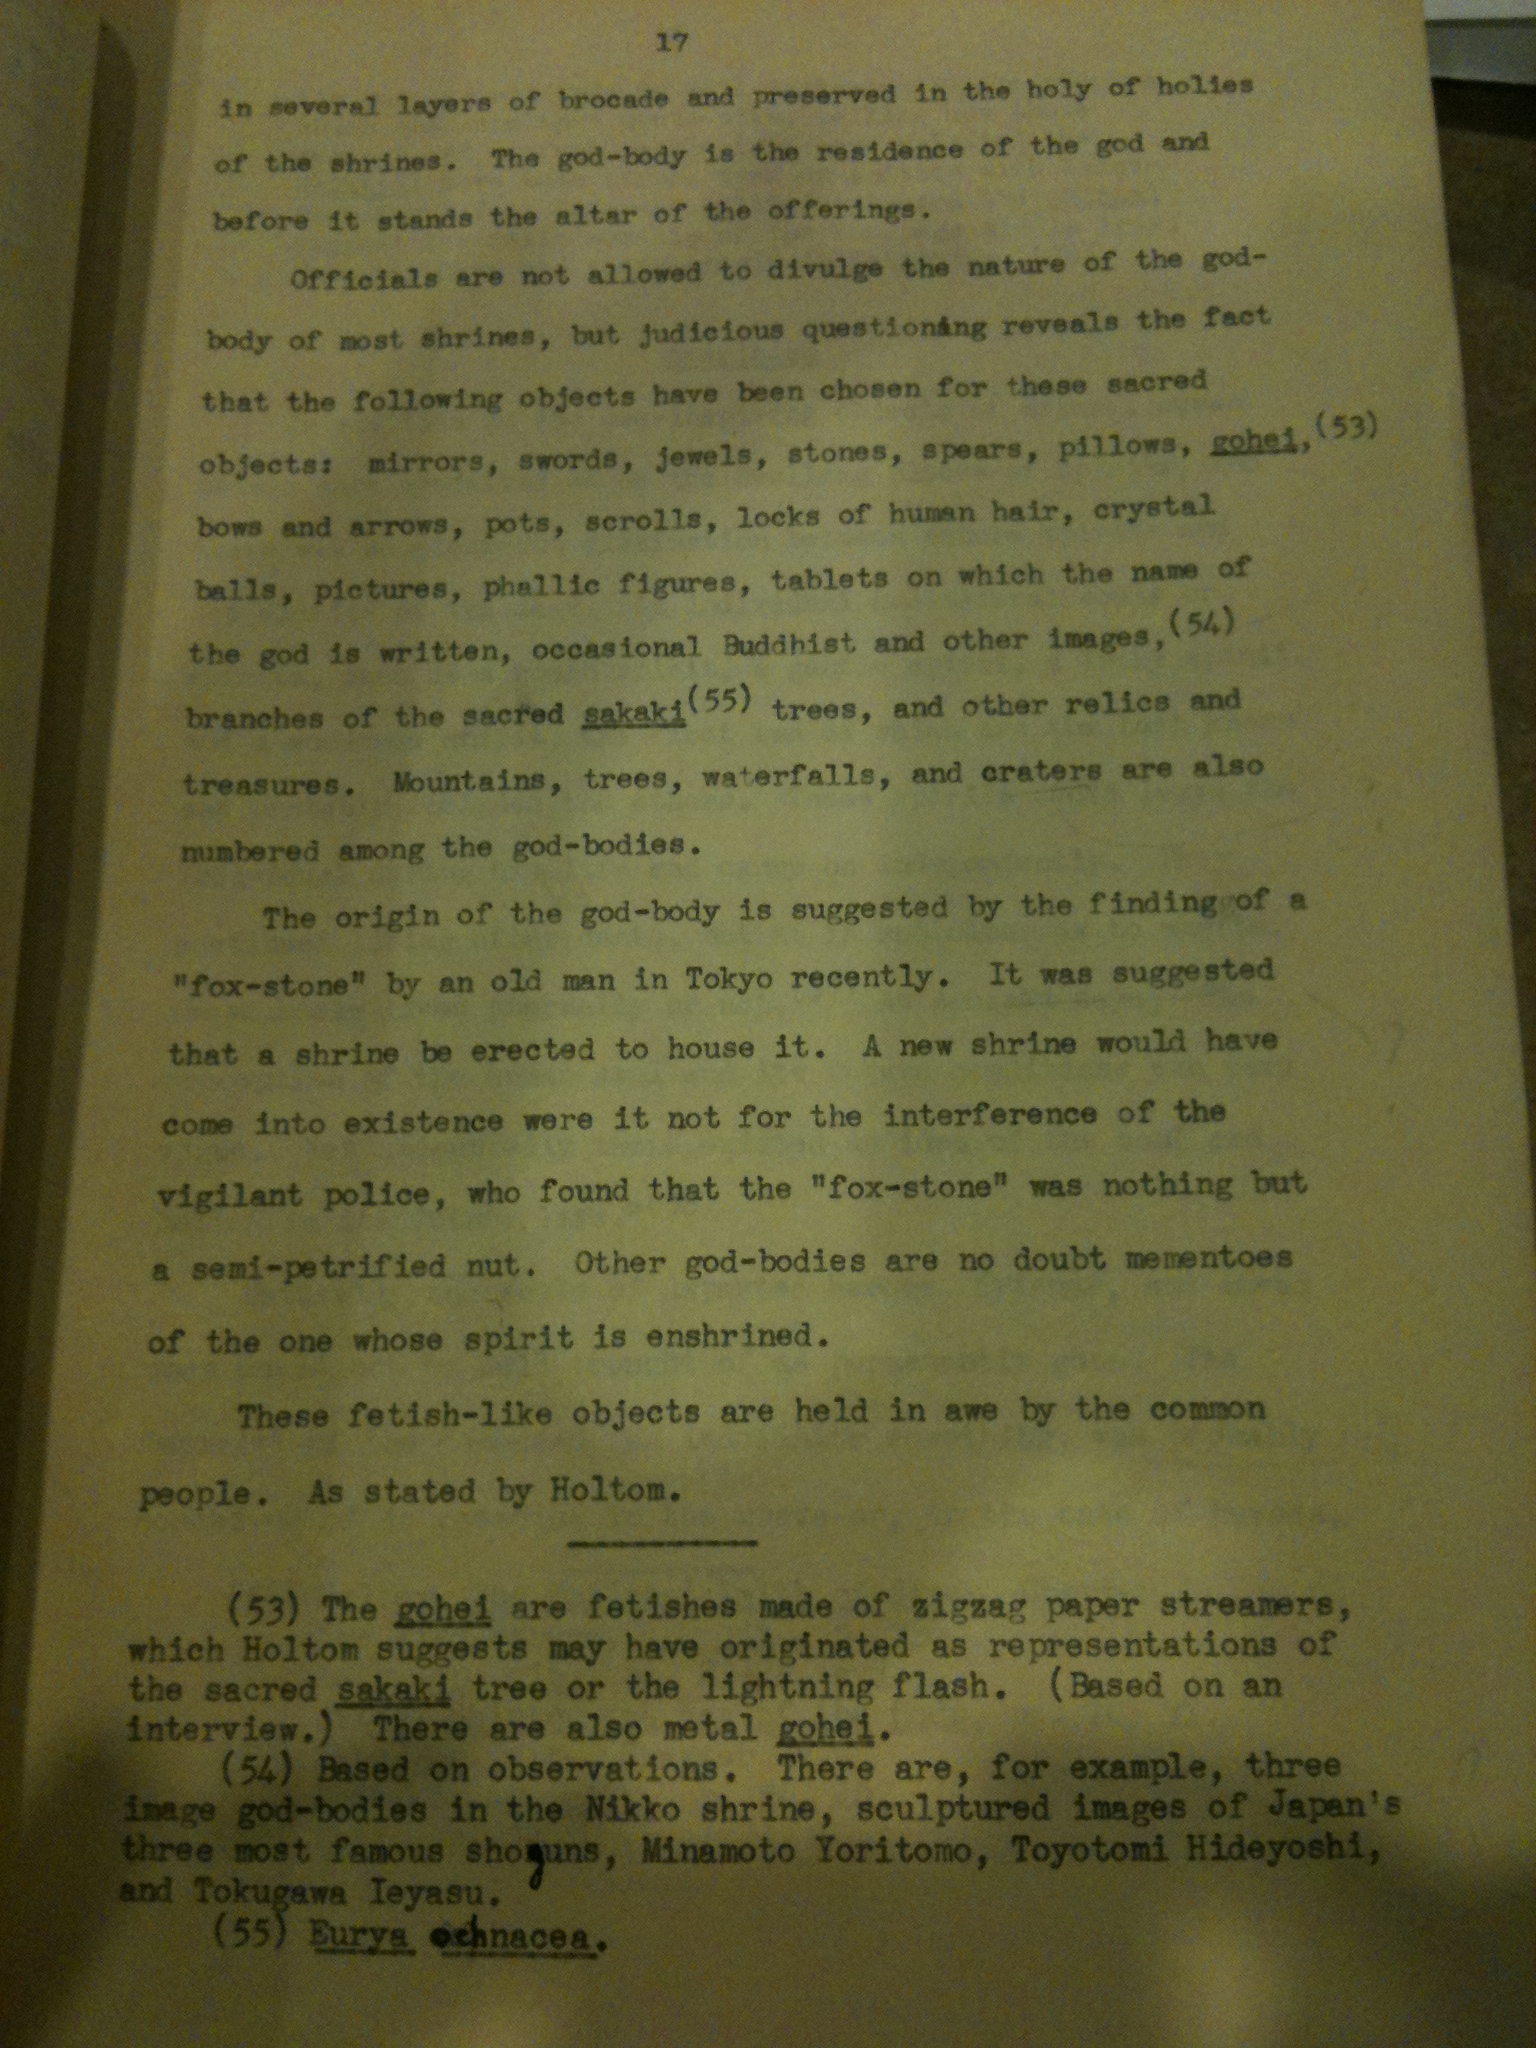 17
in several layers of brocade and preserved in the holy of holies
of the shrines. The god-body is the residence of the god and
before it stands the altar of the offerings.
Officials are not allowed to divulge the nature of the god-
body of most shrines, but judicious questioning reveals the fact
that the following objects have been chosen for these sacred
objects: mirrors, swords, jewels, stones, spears, pillows, gohei,(53)
bows and arrows, pots, scrolls, locks of human hair, crystal
balls, pictures, phallic figures, tablets on which the name of
the god is written, occasional Buddhist and other images,(54)
branches of the sacred sakaki(55) trees, and other relics and
treasures. Mountains, trees, waterfalls, and craters are also
numbered among the god-bodies.
The origin of the god-body is suggested by the finding of a
"fox-stone" by an old man in Tokyo recently. It was suggested
that a shrine be erected to house it. A new shrine would have
come into existence were it not for the interference of the
vigilant police, who found that the "fox-stone" was nothing but
a semi-petrified nut. Other god-bodies are no doubt mementoes
of the one whose spirit is enshrined.
These fetish-like objects are held in awe by the common
people. As stated by Holtom.
(53) The gohei are fetishes made of zigzag paper streamers,
which Holtom suggests may have originated as representations of
the sacred sakaki tree or the lightning flash. (Based on an
interview.) There are also metal gohei.
(54) Based on observations. There are, for example, three
image god-bodies in the Nikko shrine, sculptured images of Japan's
three most famous shoguns, Minamoto Yoritomo, Toyotomi Hideyoshi,
and Tokugawa Ieyasu.
(55) Eurya ochnacea.